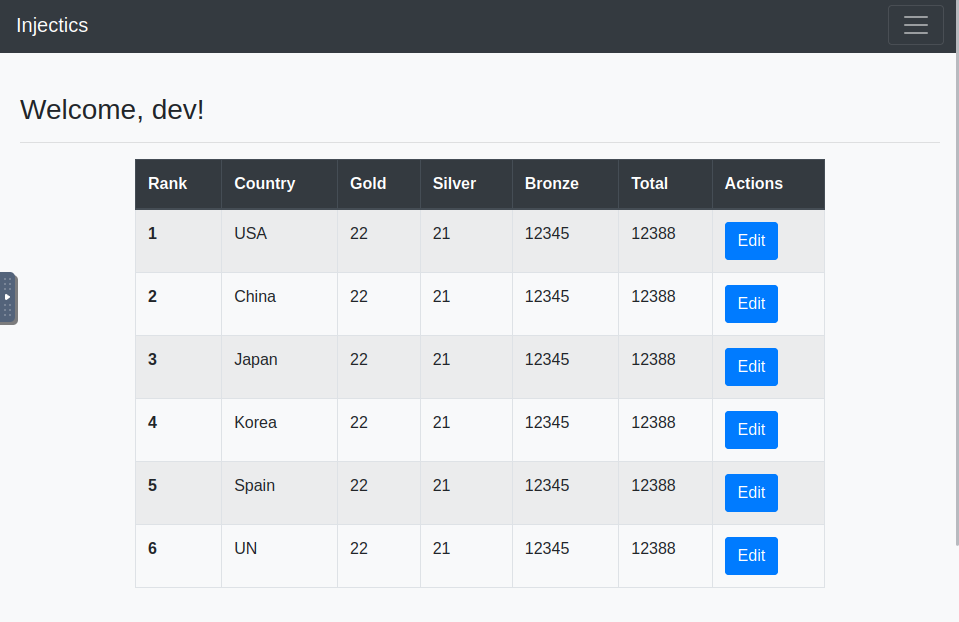 Injectics
Welcome, dev!
Rank Country Gold Silver Bronze Total Actions
1 USA 22 21 12345 12388 Edit
2 China 22 21 12345 12388 Edit
3 Japan 22 21 12345 12388 Edit
4 Korea 22 21 12345 12388 Edit
5 Spain 22 21 12345 12388 Edit
6 UN 22 21 12345 12388 Edit